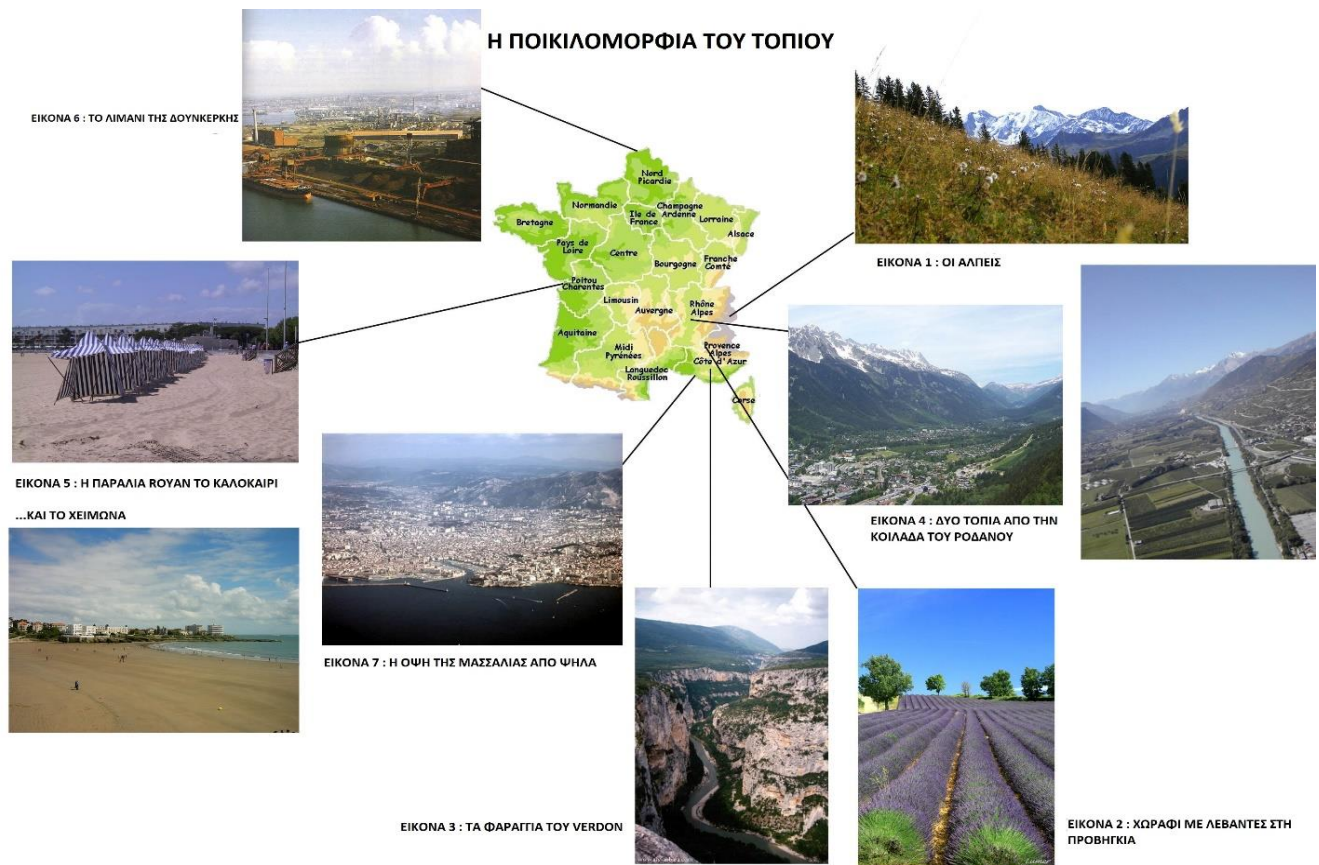 Η ΠΟΙΚΙΛΟΜΟΡΦΙΑ ΤΟΥ ΤΟΠΙΟΥ
ΕΙΚΟΝΑ 6 : ΤΟ ΛΙΜΑΝΙ ΤΗΣ ΔΟΥΝΚΕΡΚΗΣ
Nord
Picardie
Normandie
Ile de
France
Champagne
Ardenne
Lorraine
Alsace
Bretagne
Pays de
Loire
Centre
Bourgogne
Franche
Comté
Poitou
Charentes
Limousin
Auvergne
Rhône
Alpes
Aquitaine
Midi
Pyrénées
Languedoc
Roussillon
Provence
Alpes
Côte d'Azur
Corse
ΕΙΚΟΝΑ 1 : ΟΙ ΑΛΠΕΙΣ
ΕΙΚΟΝΑ 5 : Η ΠΑΡΑΛΙΑ ROYAN ΤΟ ΚΑΛΟΚΑΙΡΙ
...ΚΑΙ ΤΟ ΧΕΙΜΩΝΑ
ΕΙΚΟΝΑ 4 : ΔΥΟ ΤΟΠΙΑ ΑΠΟ ΤΗΝ
ΚΟΙΛΑΔΑ ΤΟΥ ΡΟΔΑΝΟΥ
ΕΙΚΟΝΑ 7 : Η ΟΨΗ ΤΗΣ ΜΑΣΣΑΛΙΑΣ ΑΠΟ ΨΗΛΑ
ΕΙΚΟΝΑ 3 : ΤΑ ΦΑΡΑΓΓΙΑ ΤΟΥ VERDON
ΕΙΚΟΝΑ 2 : ΧΩΡΑΦΙ ΜΕ ΛΕΒΑΝΤΕΣ ΣΤΗ
ΠΡΟΒΗΓΚΙΑ